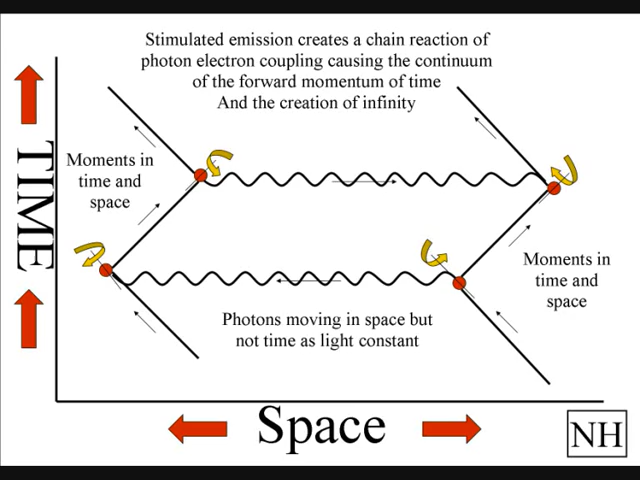 Stimulated emission creates a chain reaction of
photon electron coupling causing the continuum
of the forward momentum of time
And the creation of infinity
TIME
Moments in
time and
space
Moments in
time and
space
Photons moving in space but
not time as light constant
Space
NH